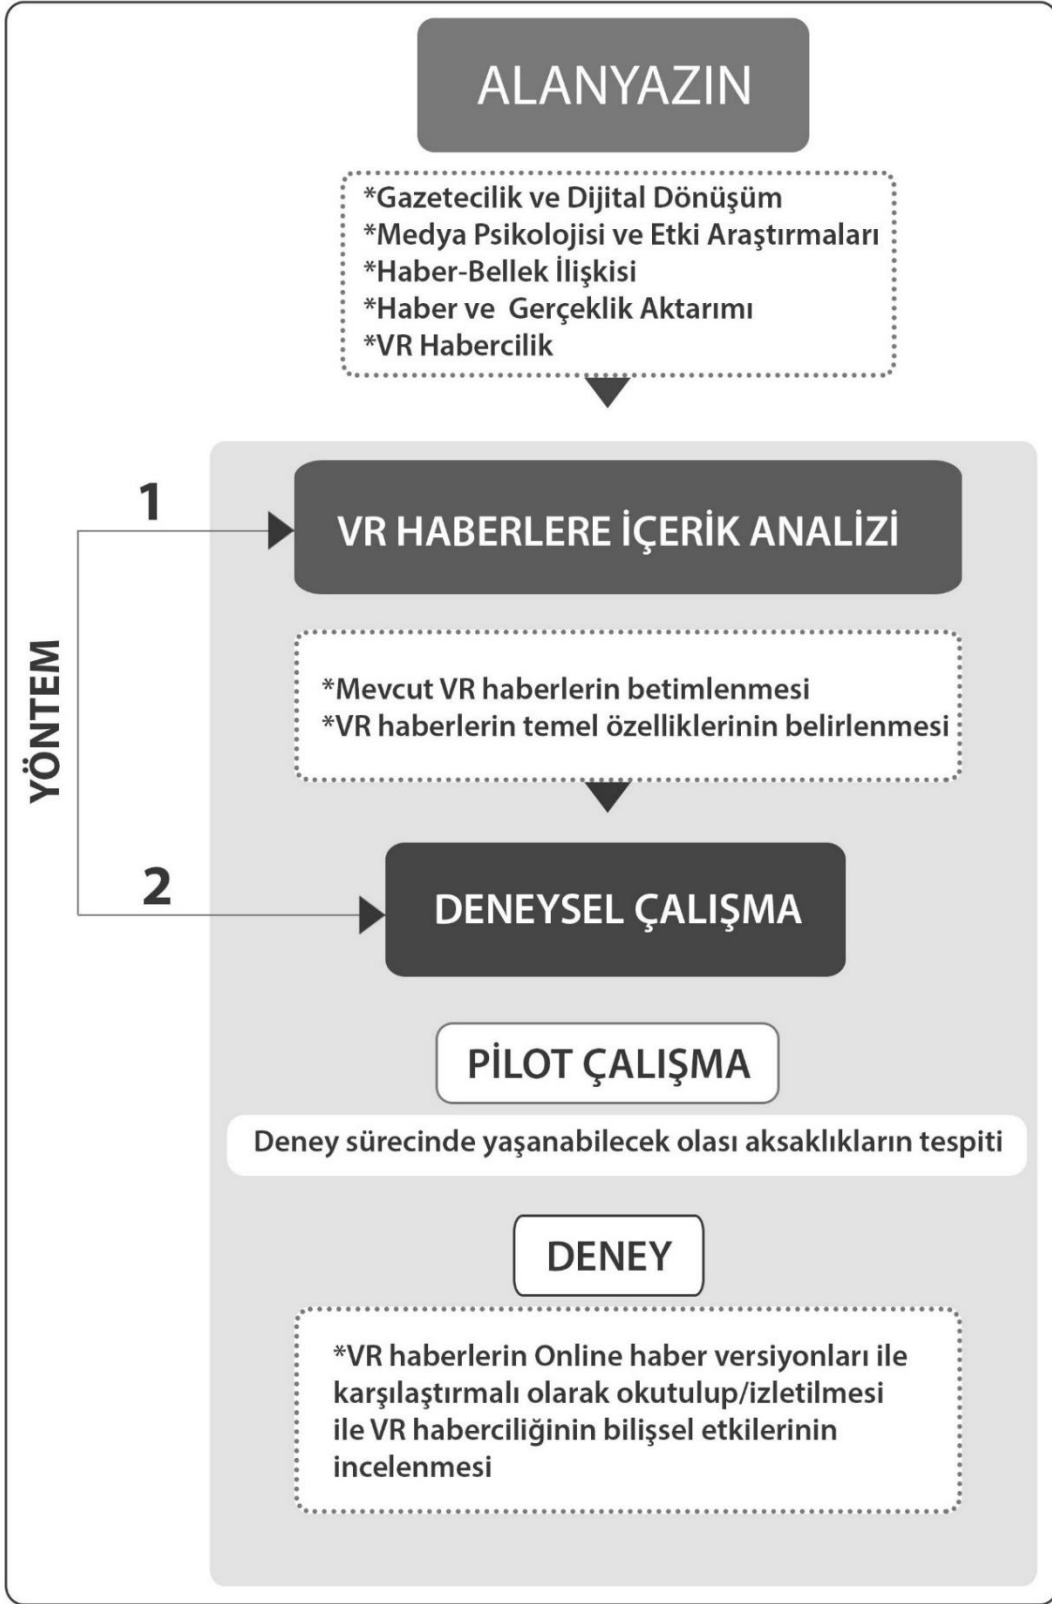 ALANYAZIN
*Gazetecilik ve Dijital Dönüşüm
*Medya Psikolojisi ve Etki Araştırmaları
*Haber-Bellek İlişkisi
*Haber ve Gerçeklik Aktarımı
*VR Habercilik
YÖNTEM
1
VR HABERLERE İÇERİK ANALİZİ
*Mevcut VR haberlerin betimlenmesi
*VR haberlerin temel özelliklerinin belirlenmesi
2
DENEYSEL ÇALIŞMA
PİLOT ÇALIŞMA
Deney sürecinde yaşanabilecek olası aksaklıkların tespiti
DENEY
*VR haberlerin Online haber versiyonları ile
karşılaştırmalı olarak okutulup/izletilmesi
ile VR haberciliğinin bilişsel etkilerinin
incelenmesi